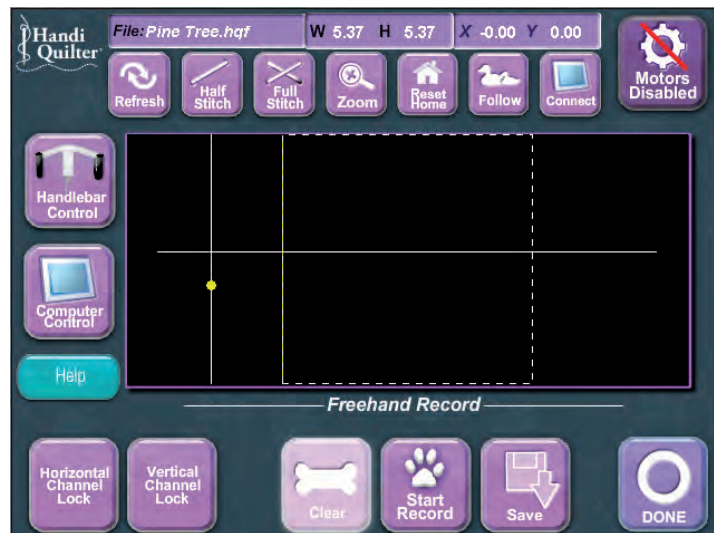 Handi
Quilter
File: Pine Tree.hqf W 5.37 H 5.37 X -0.00 Y 0.00
Refresh
Half
Stitch
Full
Stitch
Zoom
Reset
Home
Follow
Connect
Motors
Disabled
Handlebar
Control
Computer
Control
Help
Freehand Record
Horizontal
Channel
Lock
Vertical
Channel
Lock
Clear
Start
Record
Save
DONE